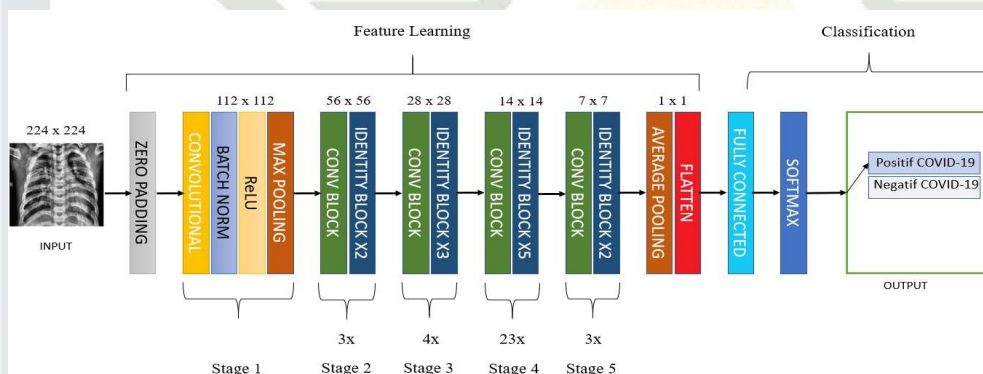 Feature Learning
Classification
224 x 224
112 x 112
56 x 56
28 x 28
14 x 14
7 x 7
1 x 1
INPUT
ZERO PADDING
CONVOLUTIONAL
BATCH NORM
ReLU
MAX POOLING
CONV BLOCK
IDENTITY BLOCK X2
CONV BLOCK
IDENTITY BLOCK X3
CONV BLOCK
IDENTITY BLOCK X5
CONV BLOCK
IDENTITY BLOCK X2
AVERAGE POOLING
FLATTEN
FULLY CONNECTED
SOFTMAX
Positif COVID-19
Negatif COVID-19
OUTPUT
3x
4x
23x
3x
Stage 1
Stage 2
Stage 3
Stage 4
Stage 5